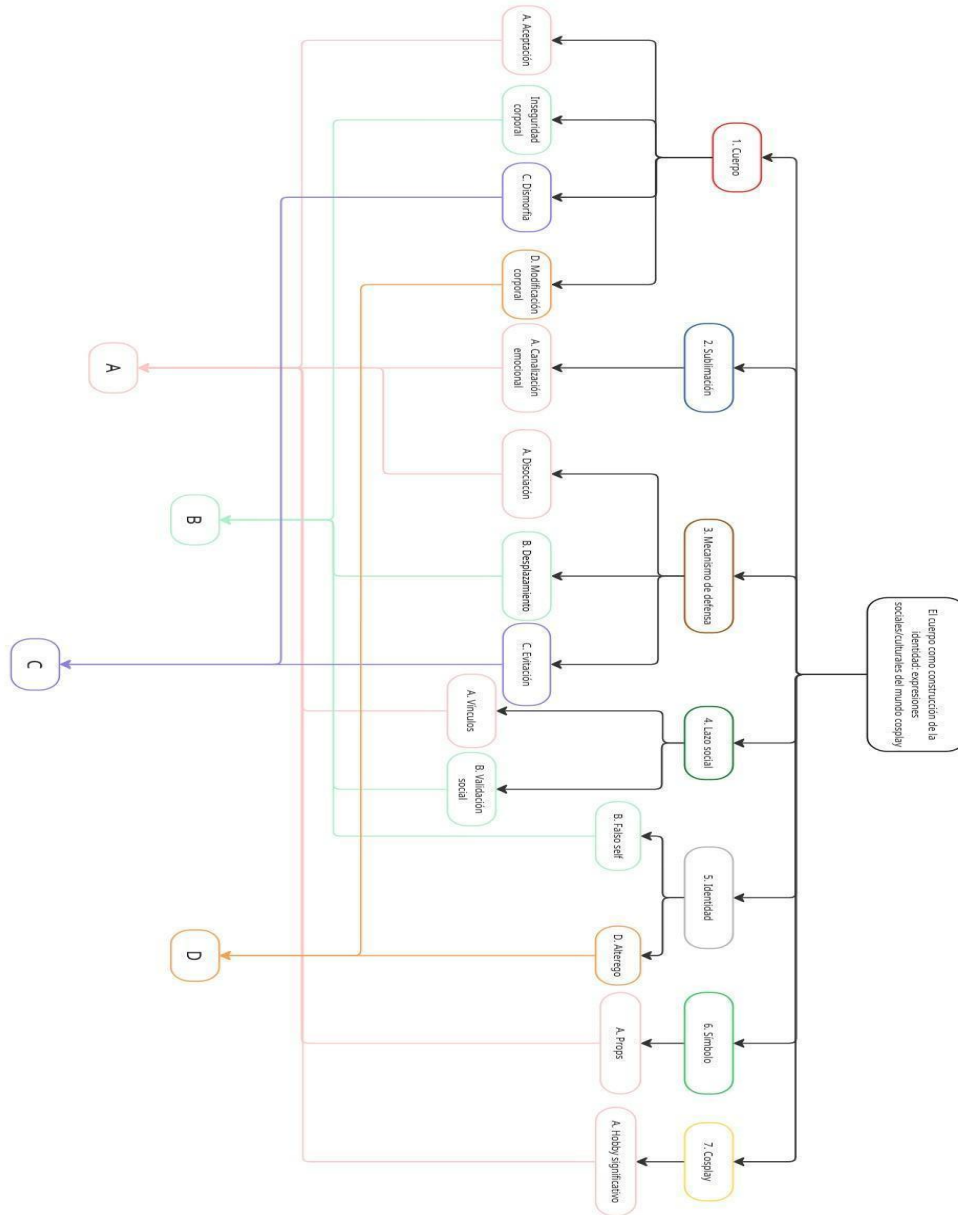 El cuerpo como construcción de la
identidad: expresiones
sociales/culturales del mundo cosplay
1. Cuerpo
2. Sublimación
3. Mecanismo de defensa
4. Lazo social
5. Identidad
6. Símbolo
7. Cosplay
A. Aceptación
Inseguridad
corporal
C. Dismorfia
D. Modificación
corporal
A. Canalización
emocional
A. Disociacón
B. Desplazamiento
C. Evitación
A. Vínculos
B. Validación
social
B. Falso self
D. Alterego
A. Props
A. Hobby significativo
A
B
C
D